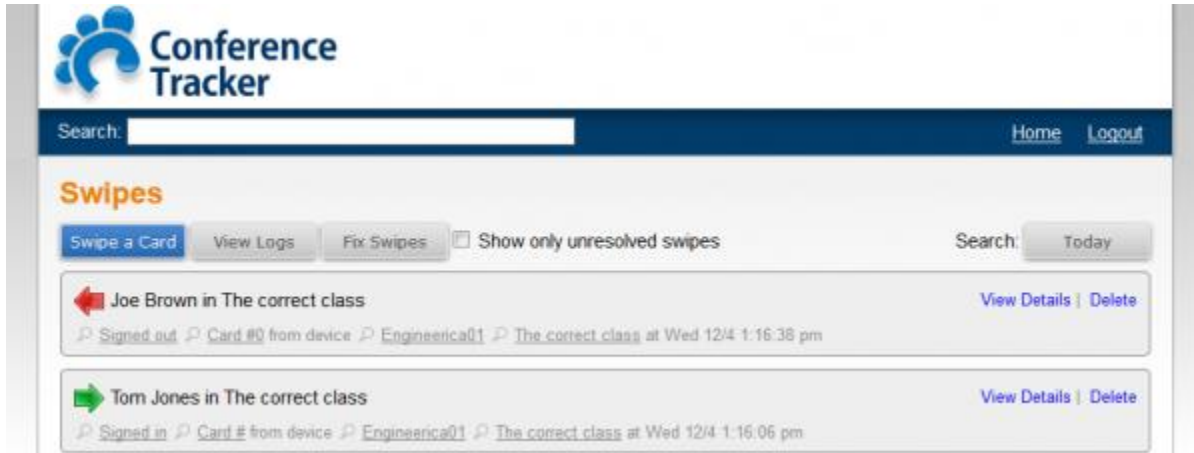 Conference
Tracker
Search: Home Logout
Swipes
Swipe a Card View Logs Fix Swipes Show only unresolved swipes Search: Today
Joe Brown in The correct class View Details | Delete
Signed out Card #0 from device Engineerica01 The correct class at Wed 12/4 1:16:38 pm
Tom Jones in The correct class View Details | Delete
Signed in Card # from device Engineerica01 The correct class at Wed 12/4 1:16:06 pm